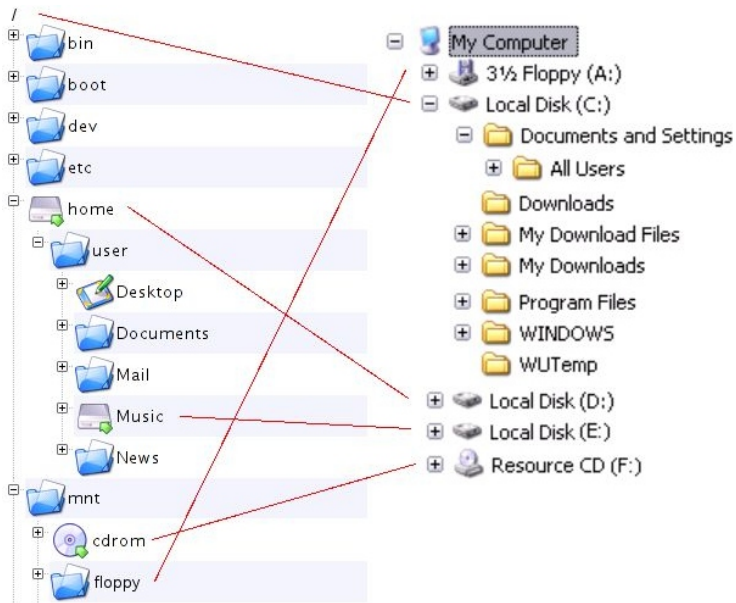 /
bin
boot
dev
etc
home
user
Desktop
Documents
Mail
Music
News
mnt
cdrom
floppy
My Computer
3½ Floppy (A:)
Local Disk (C:)
Documents and Settings
All Users
Downloads
My Download Files
My Downloads
Program Files
WINDOWS
WUTemp
Local Disk (D:)
Local Disk (E:)
Resource CD (F:)